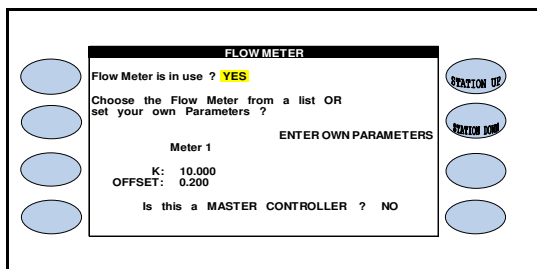 FLOW METER
Flow Meter is in use ? YES
STATION UP
Choose the Flow Meter from a list OR
set your own Parameters ?
STATION DOWN
ENTER OWN PARAMETERS
Meter 1
K: 10.000
OFFSET: 0.200
Is this a MASTER CONTROLLER ? NO